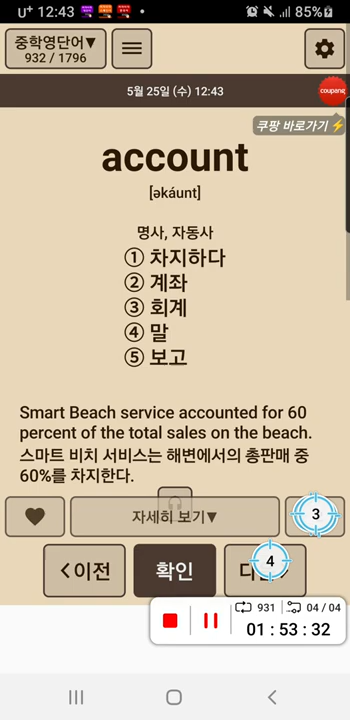 U⁺ 12:43
85%
중학영단어▼
932 / 1796
5월 25일 (수) 12:43
coupang
쿠팡 바로가기⚡
account
[əkáunt]
명사, 자동사
① 차지하다
② 계좌
③ 회계
④ 말
⑤ 보고
Smart Beach service accounted for 60
percent of the total sales on the beach.
스마트 비치 서비스는 해변에서의 총판매 중
60%를 차지한다.
자세히 보기▼
3
<이전
확인
4
931
04 / 04
01 : 53 : 32